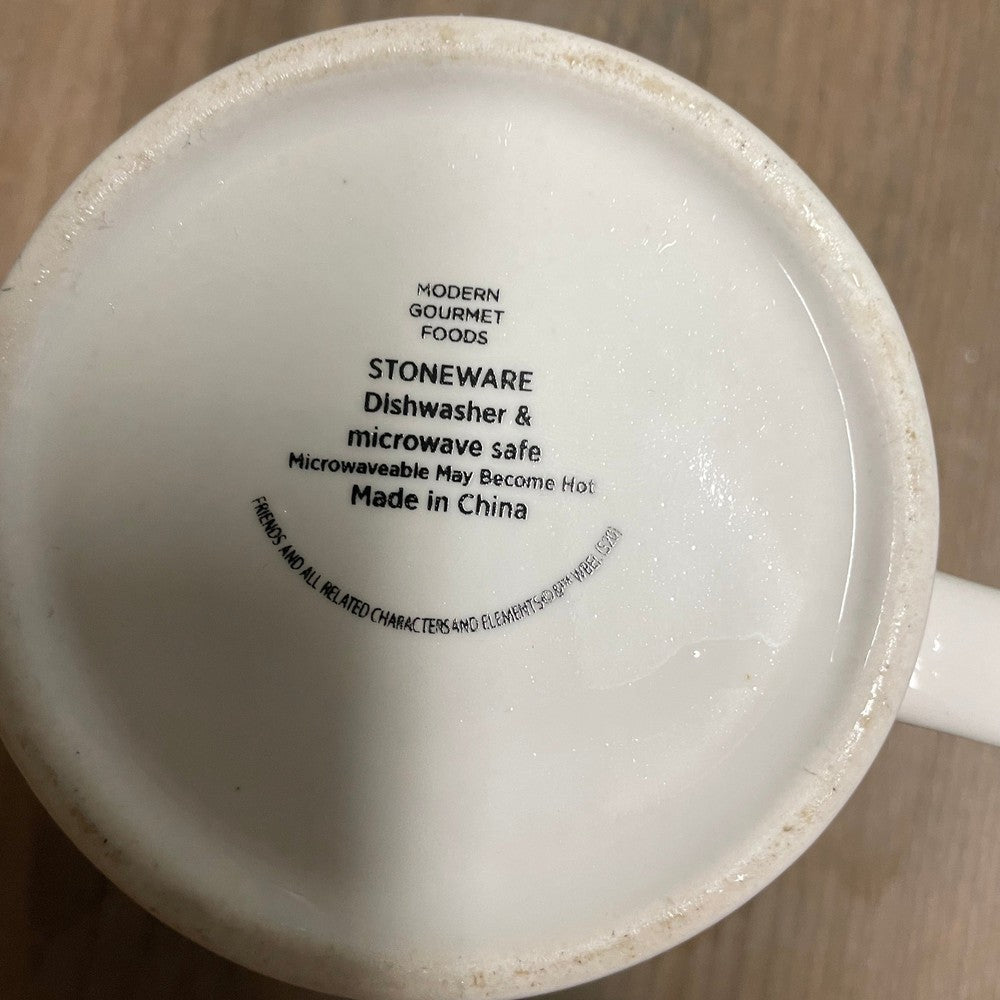 MODERN
GOURMET
FOODS
STONEWARE
Dishwasher &
microwave safe
Microwaveable May Become Hot
Made in China
FRIENDS AND ALL RELATED CHARACTERS AND ELEMENTS © & ™ WBEI. (S20)